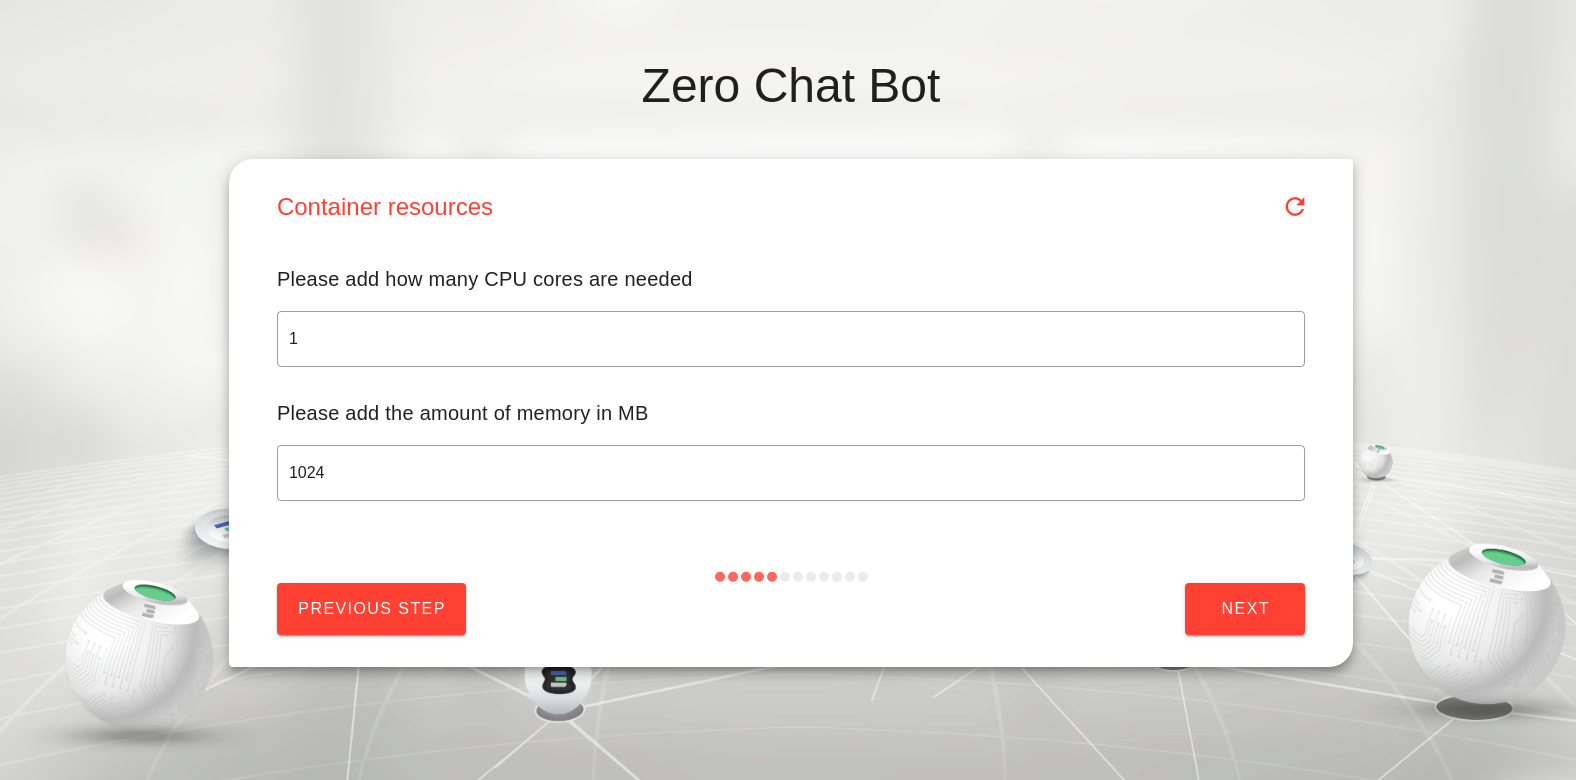 Zero Chat Bot
Container resources
Please add how many CPU cores are needed
1
Please add the amount of memory in MB
1024
PREVIOUS STEP
NEXT